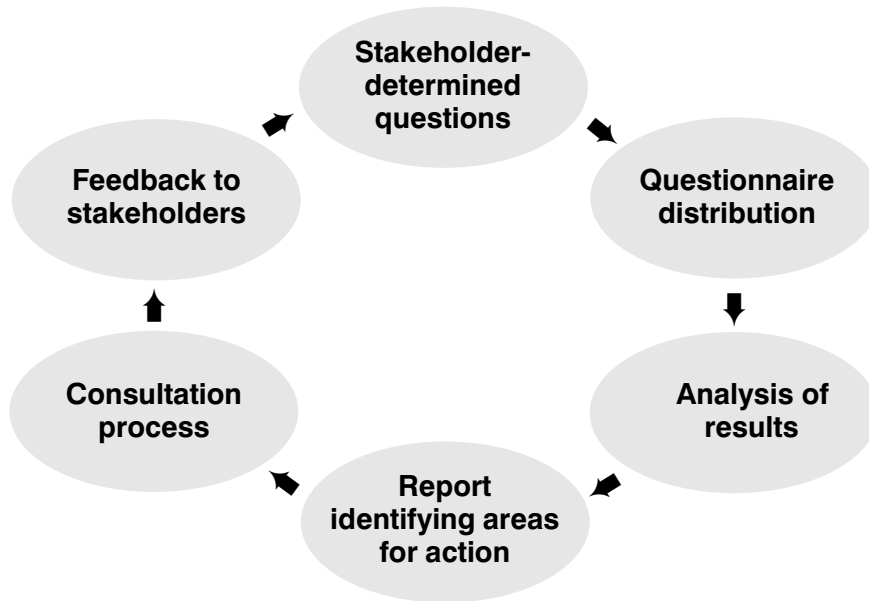 Stakeholder-
determined
questions
Questionnaire
distribution
Analysis of
results
Report
identifying areas
for action
Consultation
process
Feedback to
stakeholders